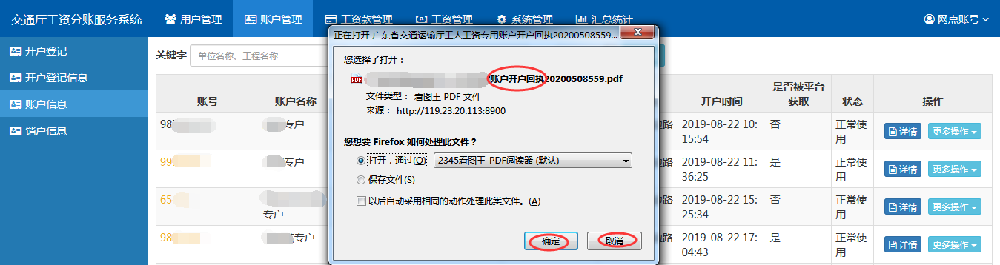 交通厅工资分账服务系统 用户管理 账户管理 工资款管理 工资管理 系统管理 汇总统计 网点账号
开户登记
开户登记信息
账户信息
销户信息
关键字 单位名称、工程名称
账号 账户名称 开户时间 是否被平台获取 状态 操作
98 专户 边路 2019-08-22 10:15:54 否 正常使用 详情 更多操作
99 专户 边路 2019-08-22 11:36:25 是 正常使用 详情 更多操作
65 专户 边路 2019-08-22 15:25:34 否 正常使用 详情 更多操作
98 专户 边路 2019-08-22 17:04:43 是 正常使用 详情 更多操作
正在打开 广东省交通运输厅工人工资专用账户开户回执20200508559...
您选择了打开：
PDF 账户开户回执20200508559.pdf
文件类型： 看图王 PDF 文件
来源： http://119.23.20.113:8900
您想要 Firefox 如何处理此文件？
打开，通过(O) 2345看图王-PDF阅读器 (默认)
保存文件(S)
以后自动采用相同的动作处理此类文件。(A)
确定 取消